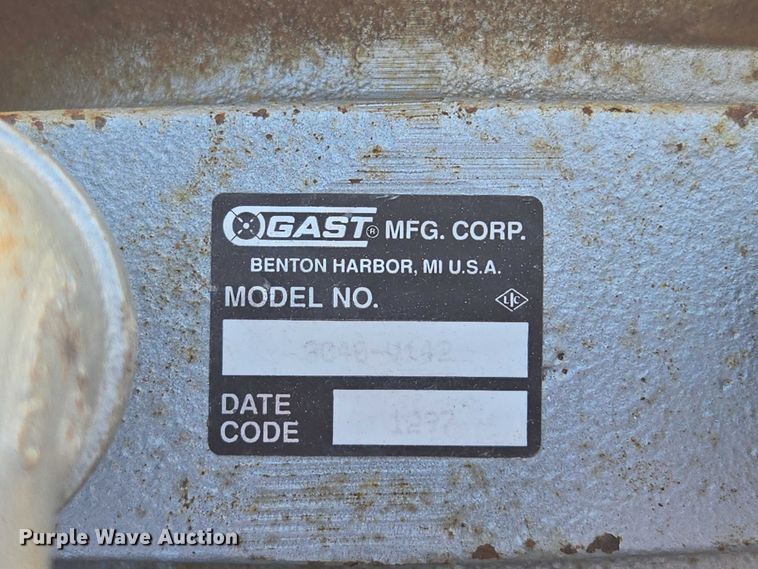 GAST® MFG. CORP.
BENTON HARBOR, MI U.S.A.
MODEL NO.
DATE
CODE
Purple Wave Auction